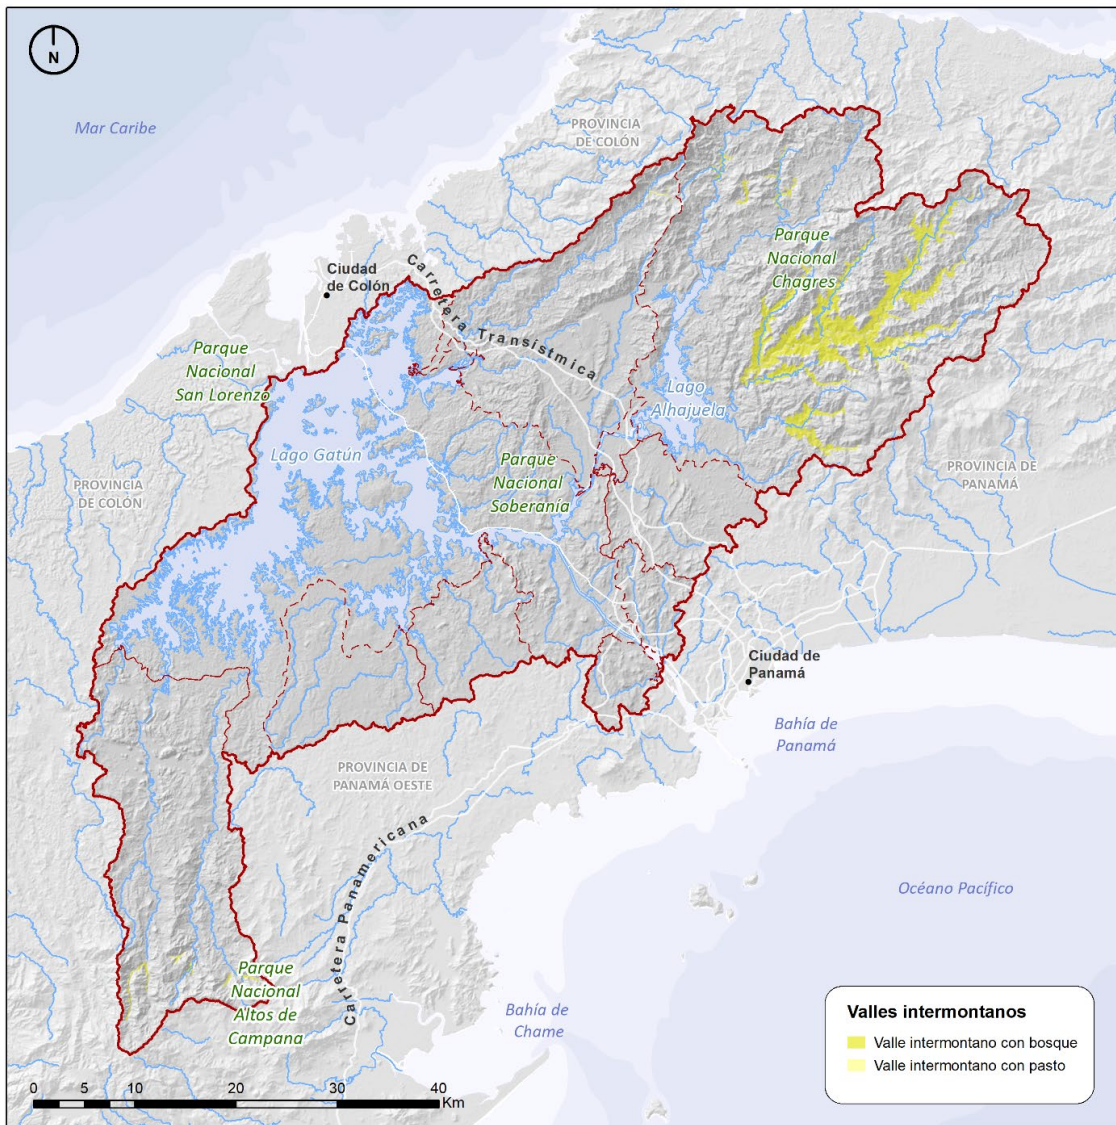 N
Mar Caribe
PROVINCIA
DE COLÓN
Parque
Nacional
Chagres
Ciudad
de Colón
Carretera Transístmica
Parque
Nacional
San Lorenzo
Lago
Alhajuela
Lago Gatún
Parque
Nacional
Soberanía
PROVINCIA
DE COLÓN
PROVINCIA DE
PANAMÁ
Ciudad de
Panamá
Bahía de
Panamá
PROVINCIA DE
PANAMÁ OESTE
Carretera Panamericana
Océano Pacífico
Parque
Nacional
Altos de
Campana
Bahía de
Chame
Valles intermontanos
Valle intermontano con bosque
Valle intermontano con pasto
0 5 10 20 30 40
Km